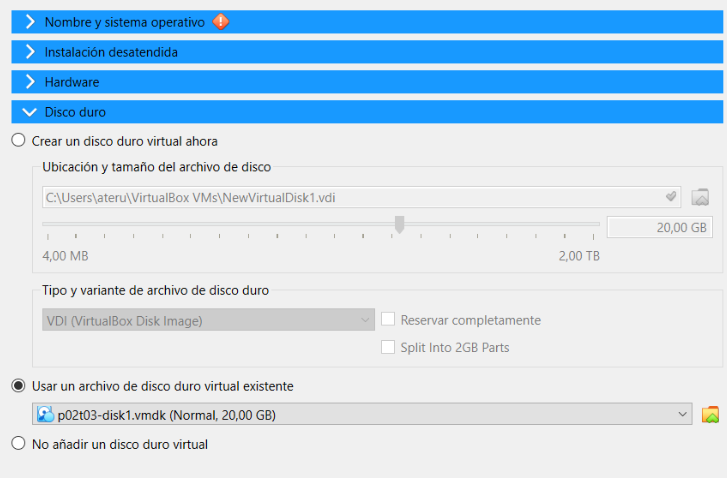 Nombre y sistema operativo
Instalación desatendida
Hardware
Disco duro
Crear un disco duro virtual ahora
Ubicación y tamaño del archivo de disco
C:\Users\ateru\VirtualBox VMs\NewVirtualDisk1.vdi
20,00 GB
4,00 MB 2,00 TB
Tipo y variante de archivo de disco duro
VDI (VirtualBox Disk Image) Reservar completamente
Split Into 2GB Parts
Usar un archivo de disco duro virtual existente
p02t03-disk1.vmdk (Normal, 20,00 GB)
No añadir un disco duro virtual